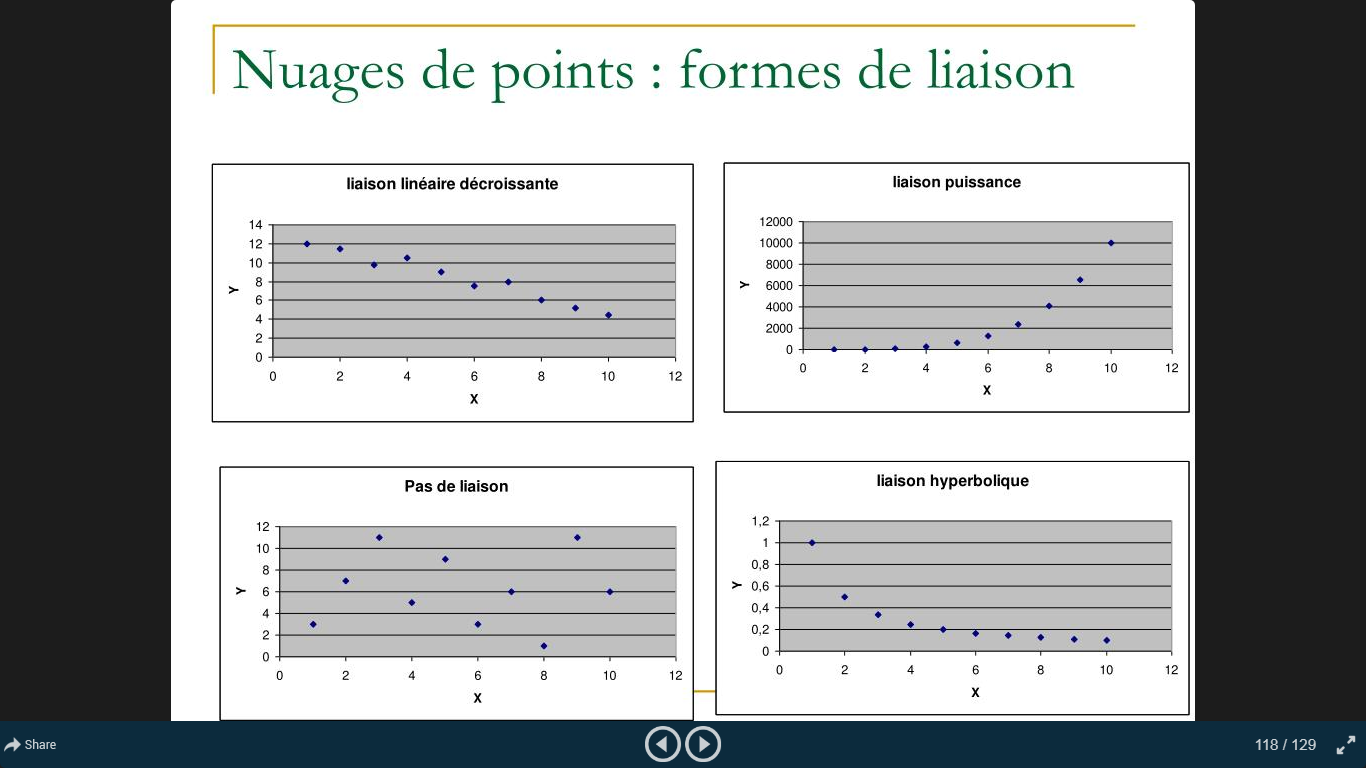 Nuages de points : formes de liaison
liaison linéaire décroissante
14
12
10
8
6
4
2
0
Y
0 2 4 6 8 10 12
X
liaison puissance
12000
10000
8000
6000
4000
2000
0
Y
0 2 4 6 8 10 12
X
Pas de liaison
12
10
8
6
4
2
0
Y
0 2 4 6 8 10 12
X
liaison hyperbolique
1,2
1
0,8
0,6
0,4
0,2
0
Y
0 2 4 6 8 10 12
X
Share
118 / 129